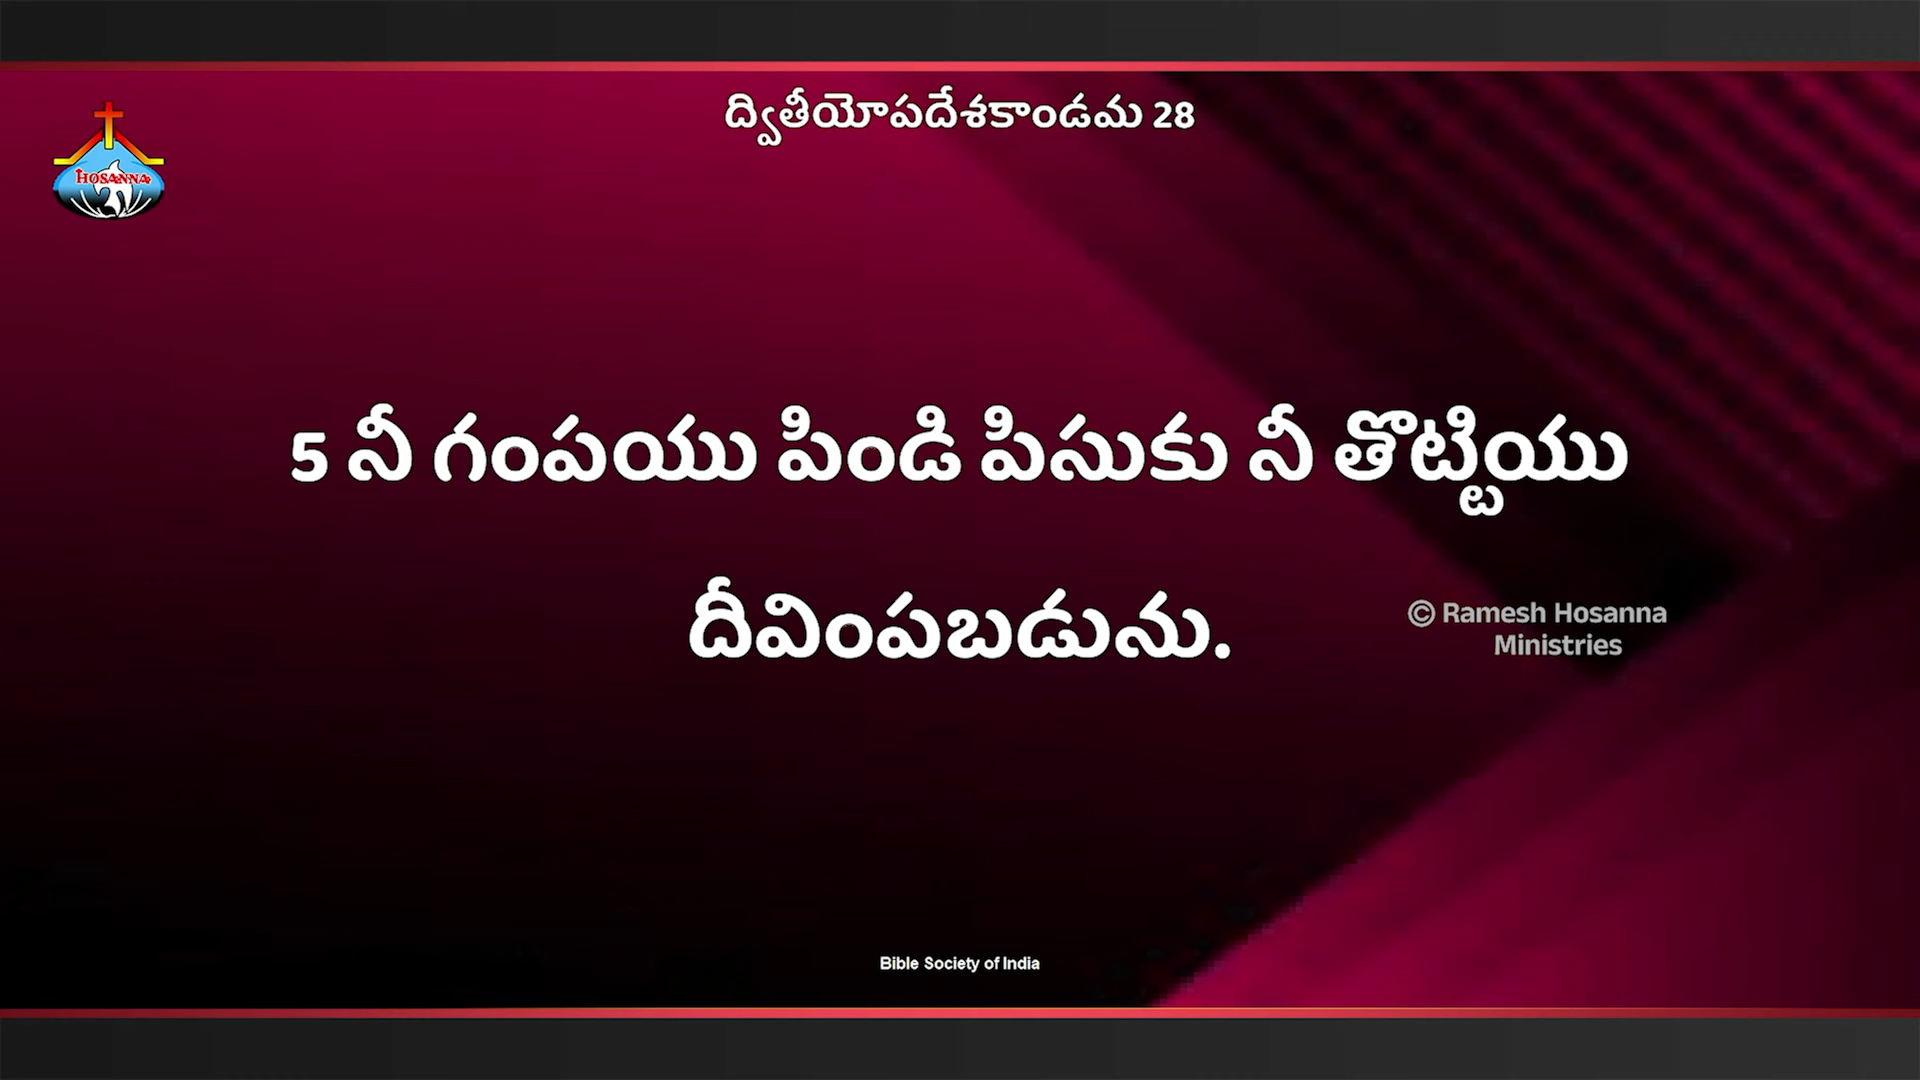 ద్వితీయోపదేశకాండమ 28
HOSANNA
5 నీ గంపయు పిండి పిసుకు నీ తొట్టియు
దీవింపబడును.
© Ramesh Hosanna
Ministries
Bible Society of India